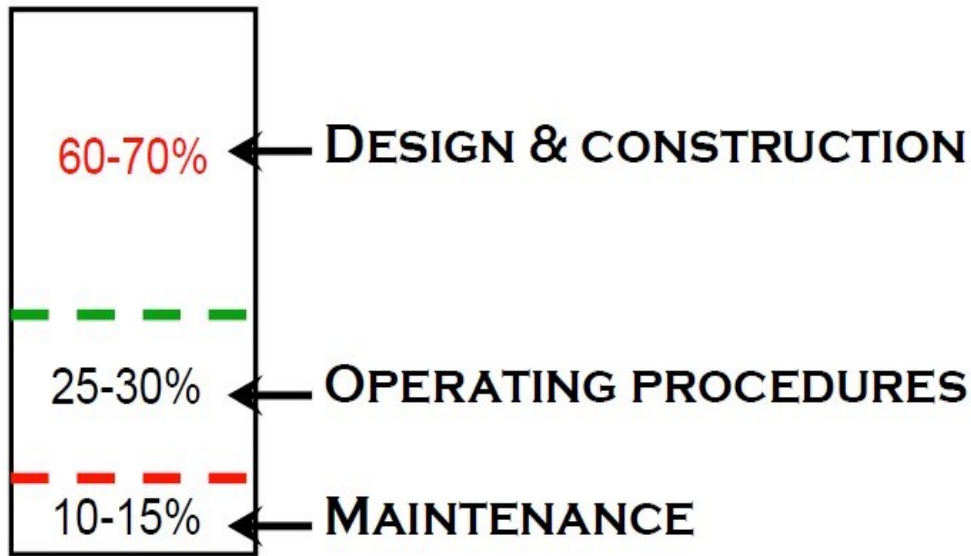 60-70% DESIGN & CONSTRUCTION
25-30% OPERATING PROCEDURES
10-15% MAINTENANCE